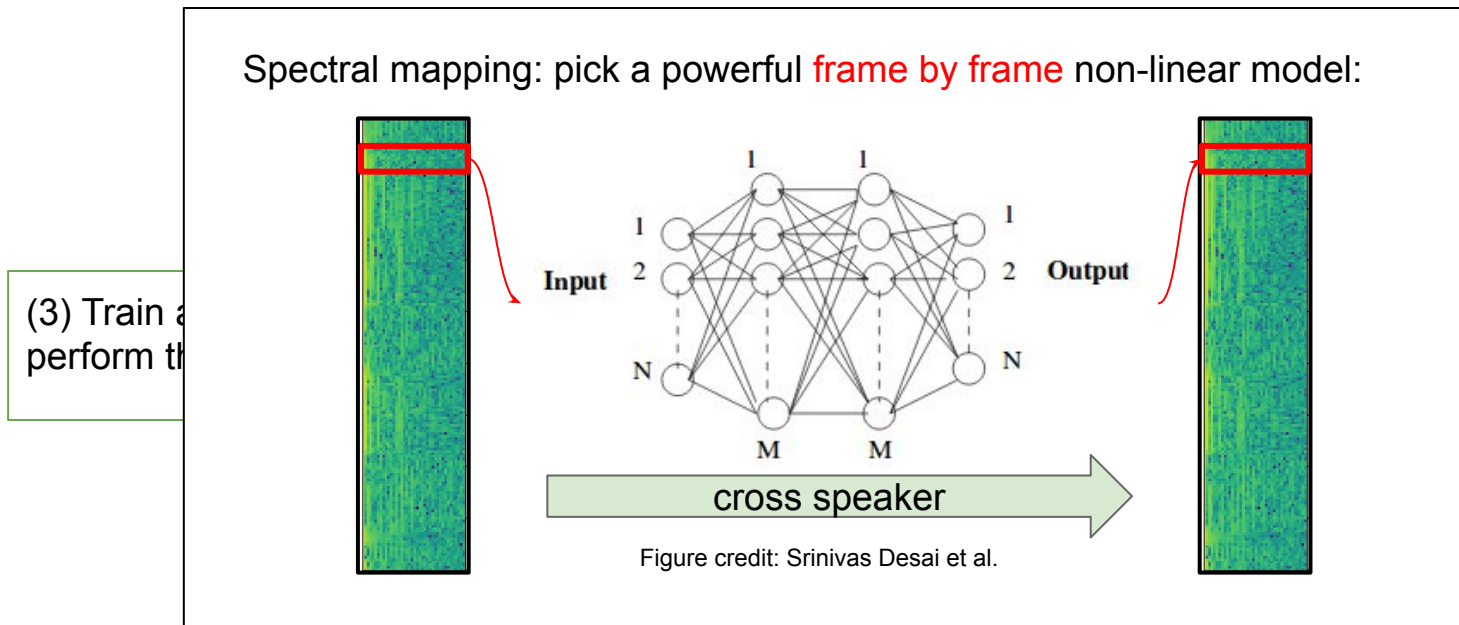 Spectral mapping: pick a powerful frame by frame non-linear model:
1 1
1 1
Input 2 2 Output
(3) Train
perform
N N
M M
cross speaker
Figure credit: Srinivas Desai et al.